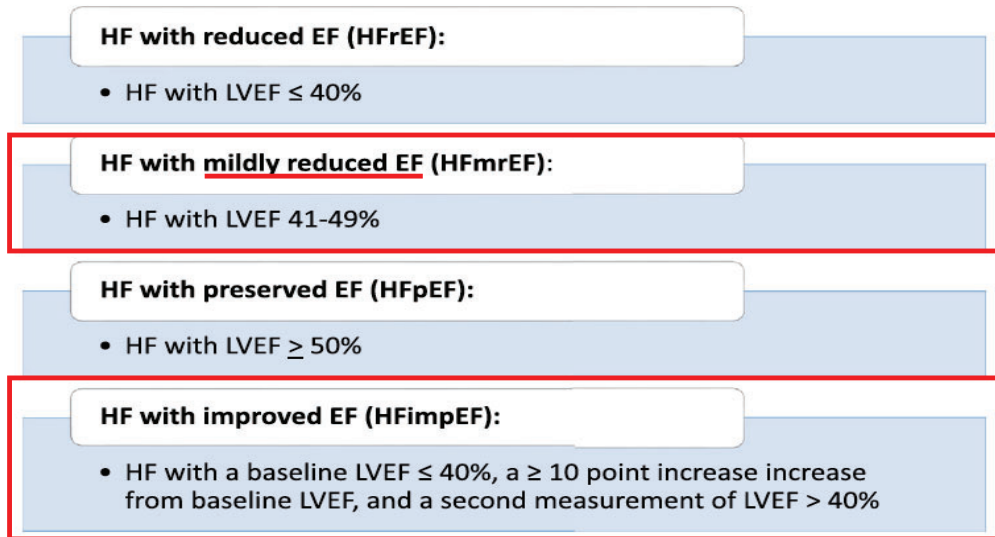 HF with reduced EF (HFrEF):
• HF with LVEF ≤ 40%
HF with mildly reduced EF (HFmrEF):
• HF with LVEF 41-49%
HF with preserved EF (HFpEF):
• HF with LVEF ≥ 50%
HF with improved EF (HFimpEF):
• HF with a baseline LVEF ≤ 40%, a ≥ 10 point increase increase
from baseline LVEF, and a second measurement of LVEF > 40%